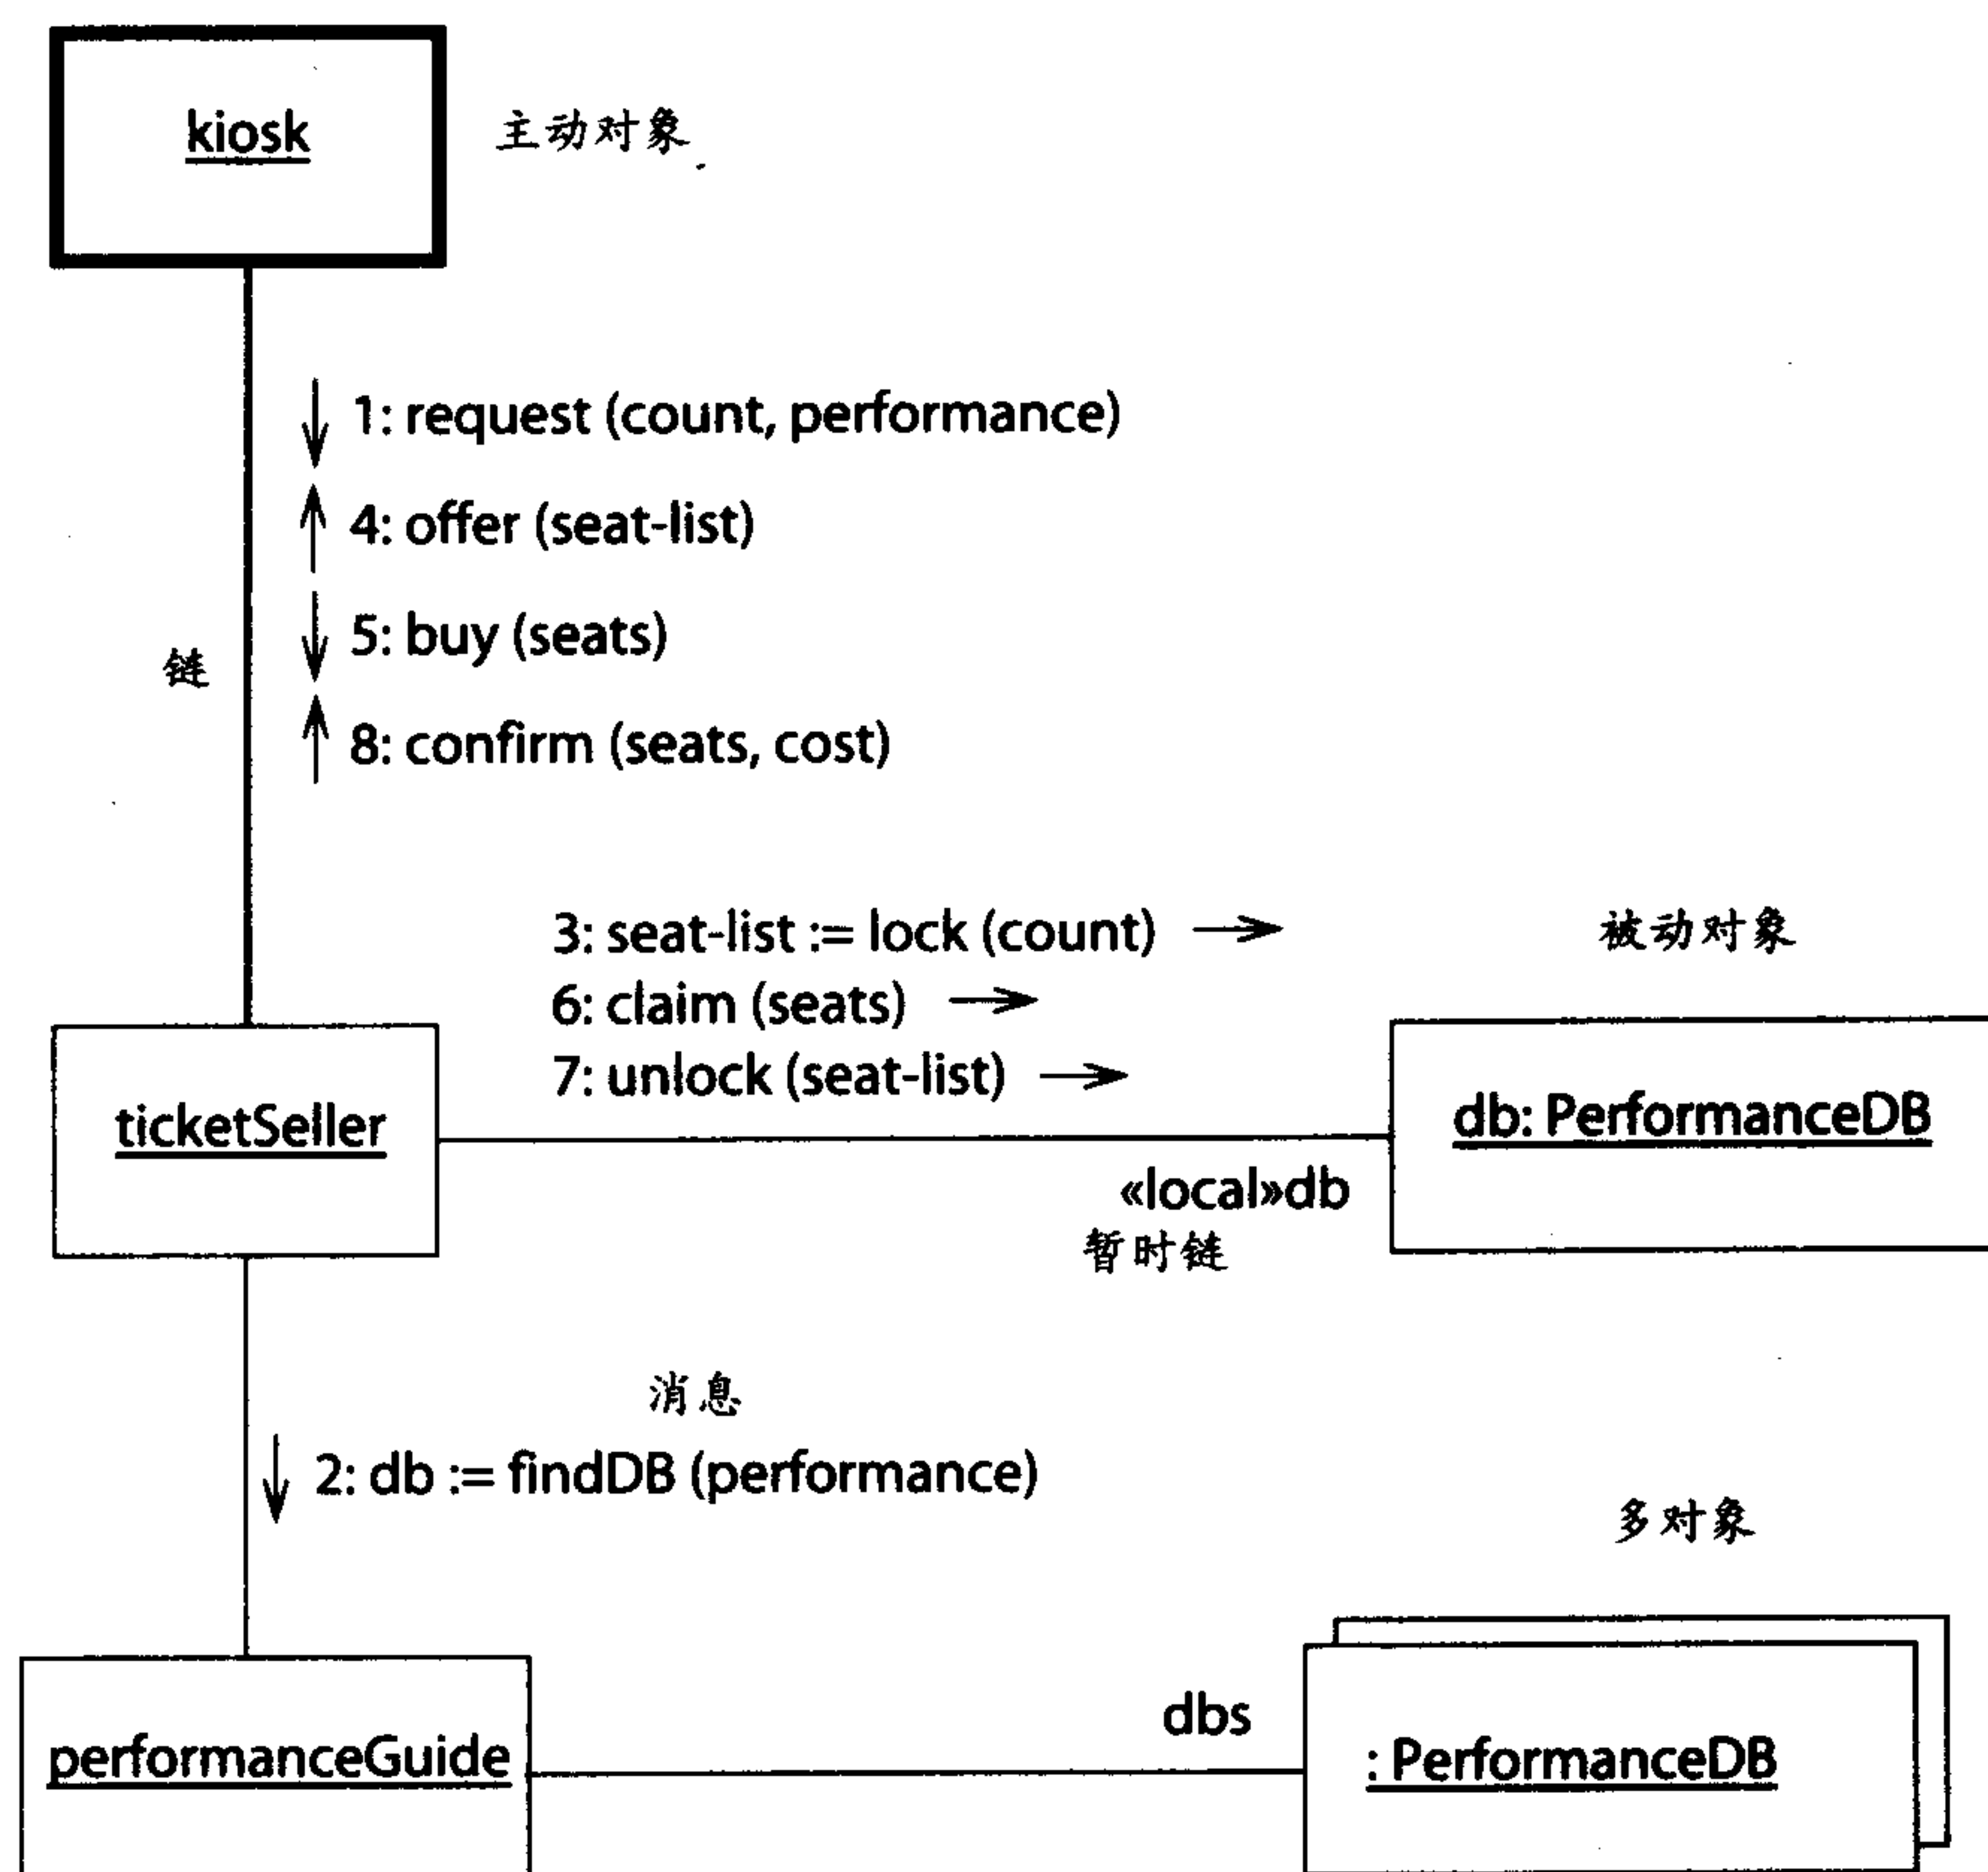 kiosk
主动对象
1: request (count, performance)
4: offer (seat-list)
5: buy (seats)
链
8: confirm (seats, cost)
3: seat-list := lock (count)
被动对象
6: claim (seats)
7: unlock (seat-list)
ticketSeller
db: PerformanceDB
«local»db
暂时链
消息
2: db := findDB (performance)
多对象
dbs
performanceGuide
: PerformanceDB